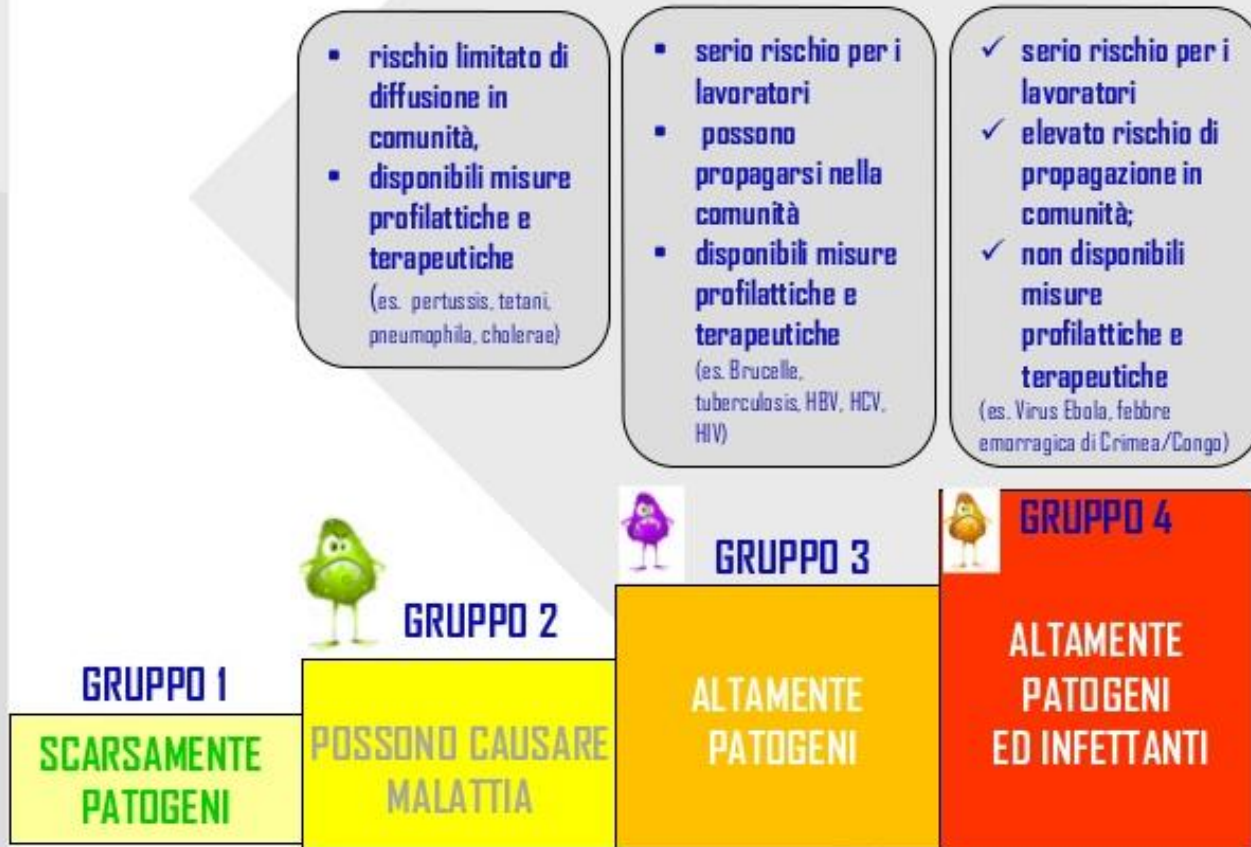 ▪ rischio limitato di
diffusione in
comunità,
▪ disponibili misure
profilattiche e
terapeutiche
(es. pertussis, tetani,
pneumophila, cholerae)
▪ serio rischio per i
lavoratori
▪ possono
propagarsi nella
comunità
▪ disponibili misure
profilattiche e
terapeutiche
(es. Brucelle,
tuberculosis, HBV, HCV,
HIV)
✓ serio rischio per i
lavoratori
✓ elevato rischio di
propagazione in
comunità;
✓ non disponibili
misure
profilattiche e
terapeutiche
(es. Virus Ebola, febbre
emorragica di Crimea/Congo)
GRUPPO 1
SCARSAMENTE
PATOGENI
GRUPPO 2
POSSONO CAUSARE
MALATTIA
GRUPPO 3
ALTAMENTE
PATOGENI
GRUPPO 4
ALTAMENTE
PATOGENI
ED INFETTANTI